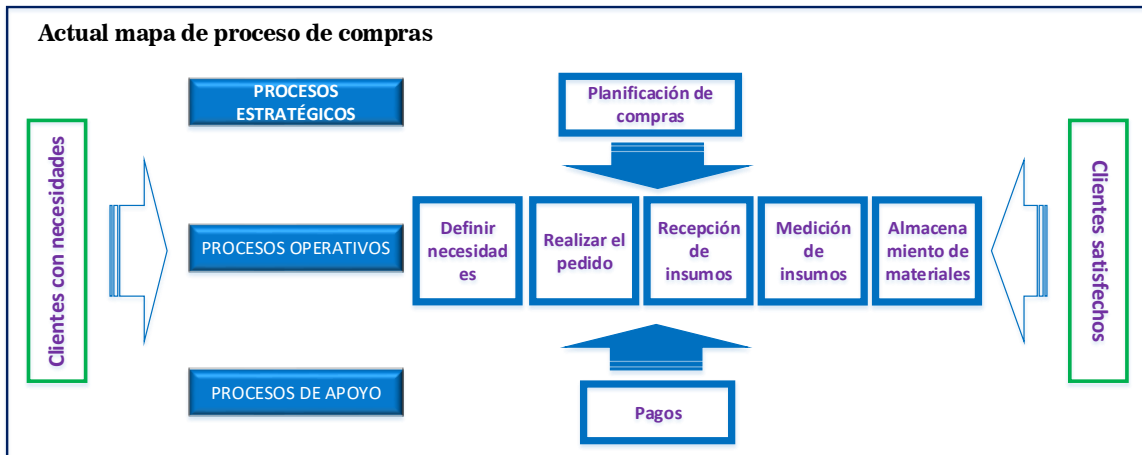 Actual mapa de proceso de compras
PROCESOS
ESTRATÉGICOS
Planificación de
compras
Clientes con necesidades
PROCESOS OPERATIVOS
Definir
necesidad
es
Realizar el
pedido
Recepción
de
insumos
Medición
de
insumos
Almacena
miento de
materiales
Clientes satisfechos
PROCESOS DE APOYO
Pagos